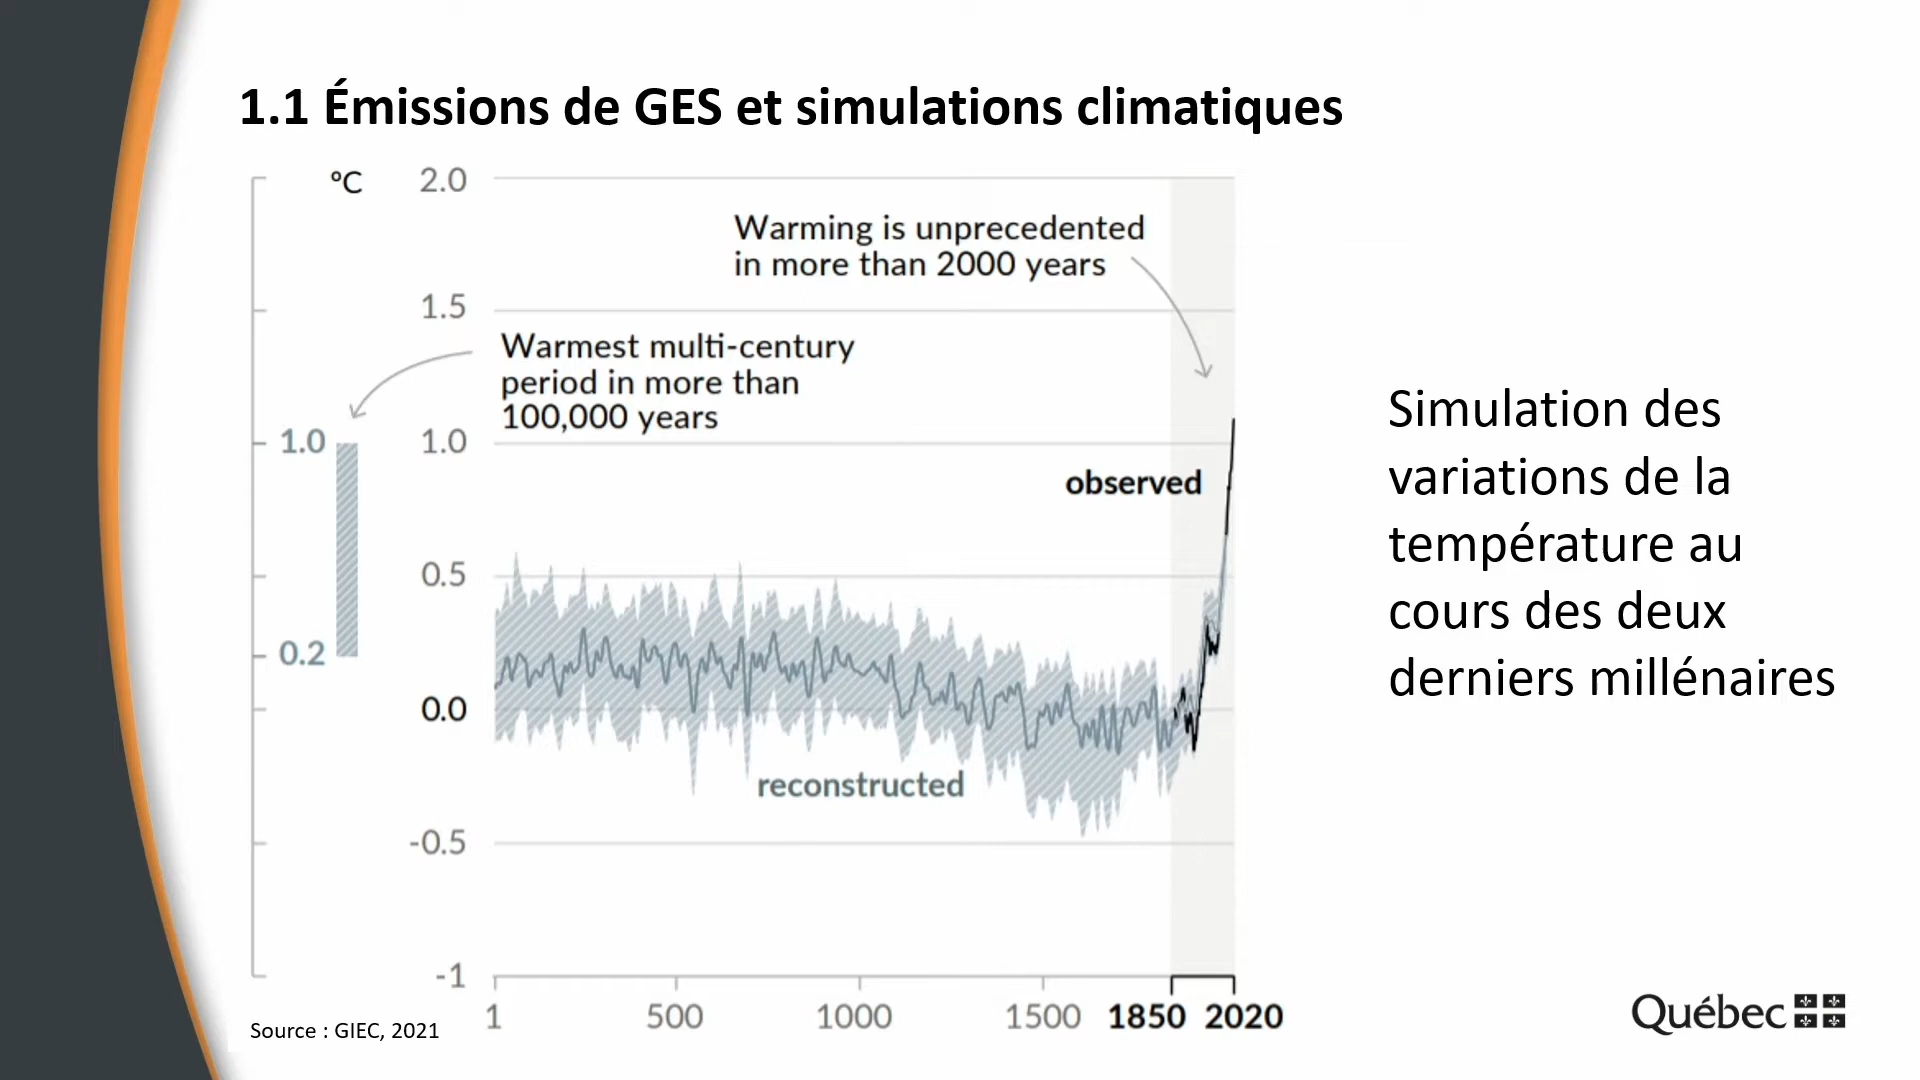 1.1 Émissions de GES et simulations climatiques
°C
2.0
Warming is unprecedented
in more than 2000 years
1.5
Warmest multi-century
period in more than
100,000 years
1.0
1.0
observed
0.5
0.2
0.0
reconstructed
-0.5
-1
1
500
1000
1500
1850
2020
Simulation des
variations de la
température au
cours des deux
derniers millénaires
Source : GIEC, 2021
Québec